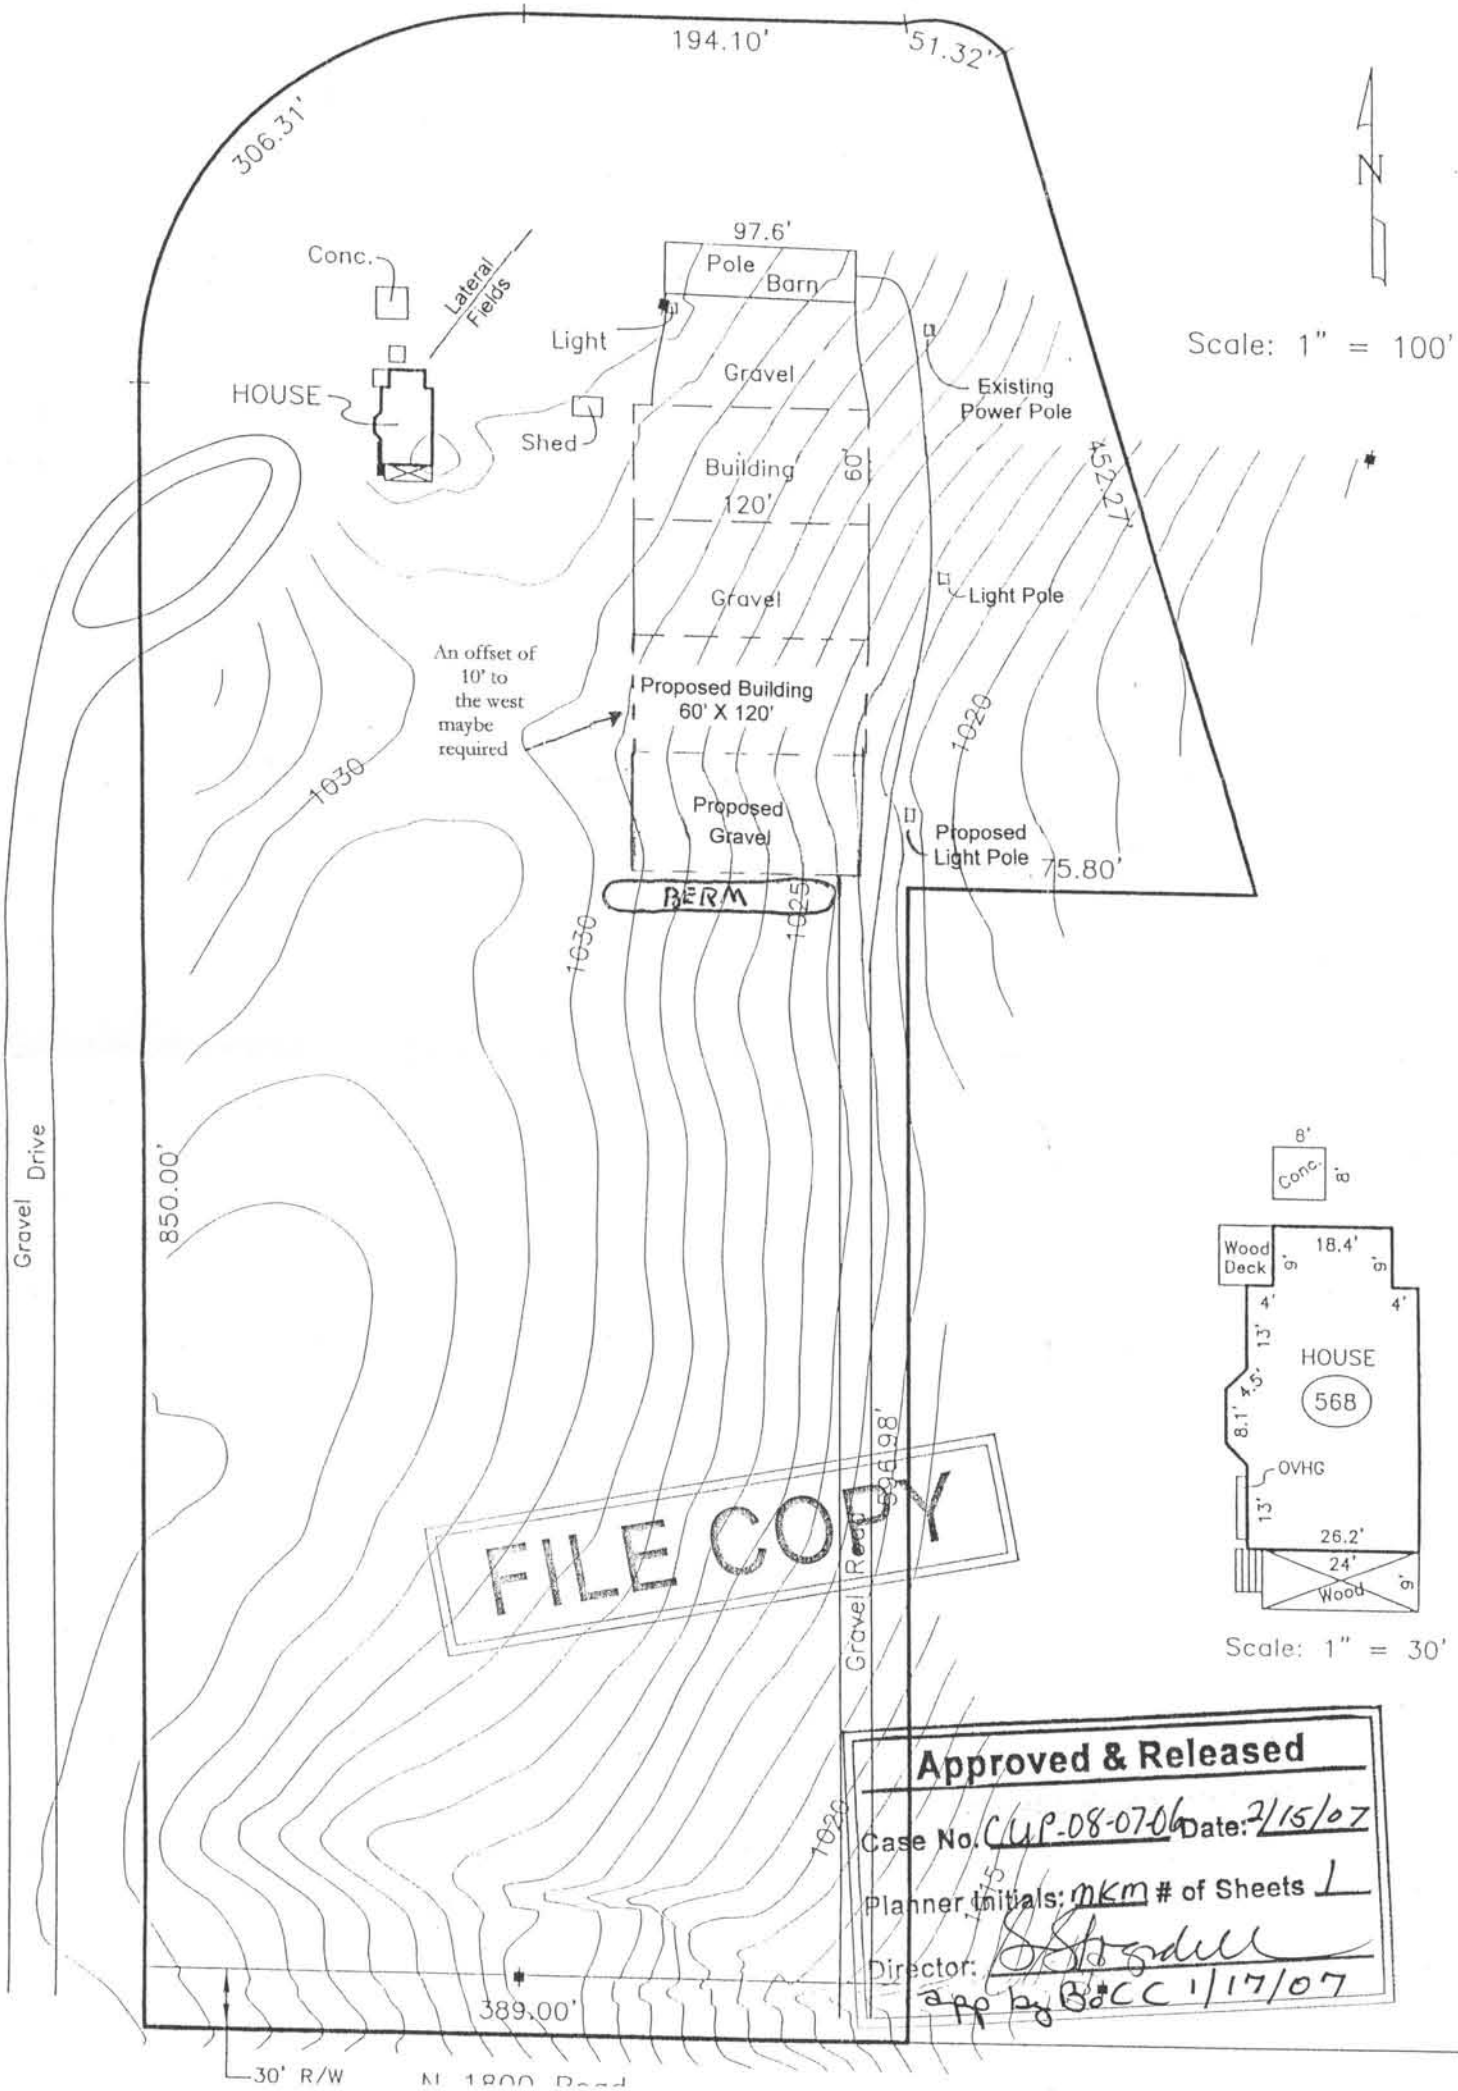 194.10'
51.32'
306.31'
N
Scale: 1" = 100'
97.6'
Pole
Barn
Conc.
Lateral
Fields
Light
Gravel
Existing
Power Pole
HOUSE
Shed
Building
120'
60'
452.27'
Gravel
Light Pole
An offset of
10' to
the west
maybe
required
Proposed Building
60' X 120'
1020
1030
Proposed
Gravel
Proposed
Light Pole
75.80'
BERM
1025
1030
Gravel Drive
850.00'
8'
Conc.
8'
Wood
Deck
18.4'
9'
9'
4'
4'
13'
HOUSE
568
4.5'
8.1'
OVHG
13'
26.2'
24'
Wood
9'
Scale: 1" = 30'
FILE COPY
Gravel Road
Approved & Released
Case No. CUP-08-07-06 Date: 2/15/07
Planner Initials: MKM # of Sheets 1
Director:
app by BoCC 1/17/07
1020
1015
389.00'
30' R/W
N 1800 Road